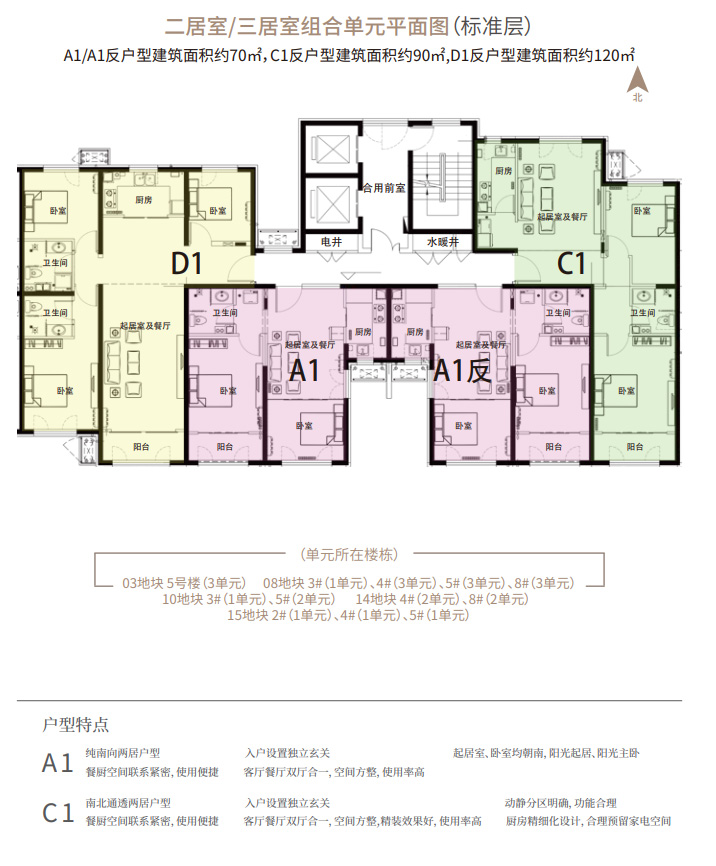 二居室/三居室组合单元平面图(标准层)
A1/A1反户型建筑面积约70㎡, C1反户型建筑面积约90㎡,D1反户型建筑面积约120㎡
北
合用前室
电井
水暖井
卧室
厨房
卧室
卫生间
D1
卫生间
起居室及餐厅
卧室
阳台
卫生间
起居室及餐厅
厨房
A1
卧室
卧室
阳台
厨房
起居室及餐厅
卫生间
A1反
卧室
卧室
阳台
厨房
起居室及餐厅
卧室
C1
卫生间
卧室
阳台
(单元所在楼栋)
03地块 5号楼(3单元) 08地块 3#(1单元)、4#(3单元)、5#(3单元)、8#(3单元)
10地块 3#(1单元)、5#(2单元) 14地块 4#(2单元)、8#(2单元)
15地块 2#(1单元)、4#(1单元)、5#(1单元)
户型特点
A1
纯南向两居户型 入户设置独立玄关 起居室、卧室均朝南, 阳光起居、阳光主卧
餐厨空间联系紧密, 使用便捷 客厅餐厅双厅合一, 空间方整, 使用率高
C1
南北通透两居户型 入户设置独立玄关 动静分区明确, 功能合理
餐厨空间联系紧密, 使用便捷 客厅餐厅双厅合一, 空间方整,精装效果好, 使用率高 厨房精细化设计, 合理预留家电空间